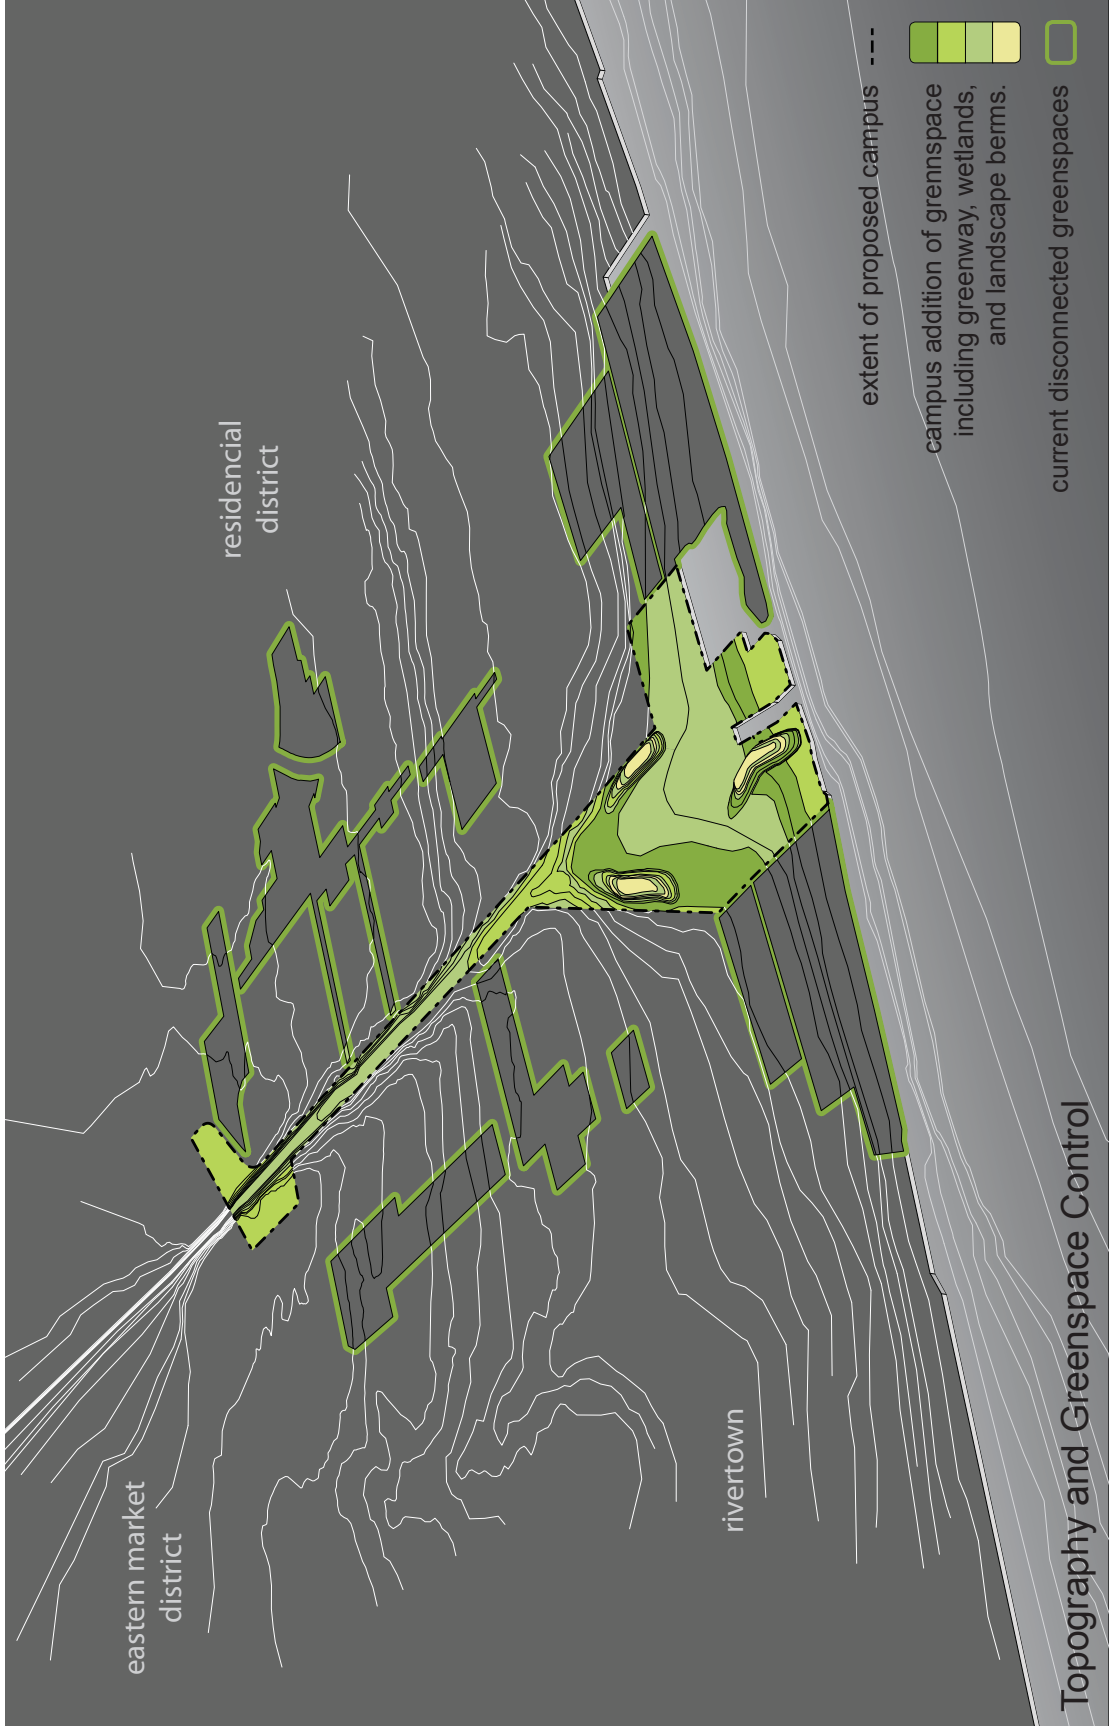 eastern market
district
residencial
district
rivertown
extent of proposed campus
campus addition of grennspace
including greenway, wetlands,
and landscape berms.
current disconnected greenspaces
Topography and Greenspace Control